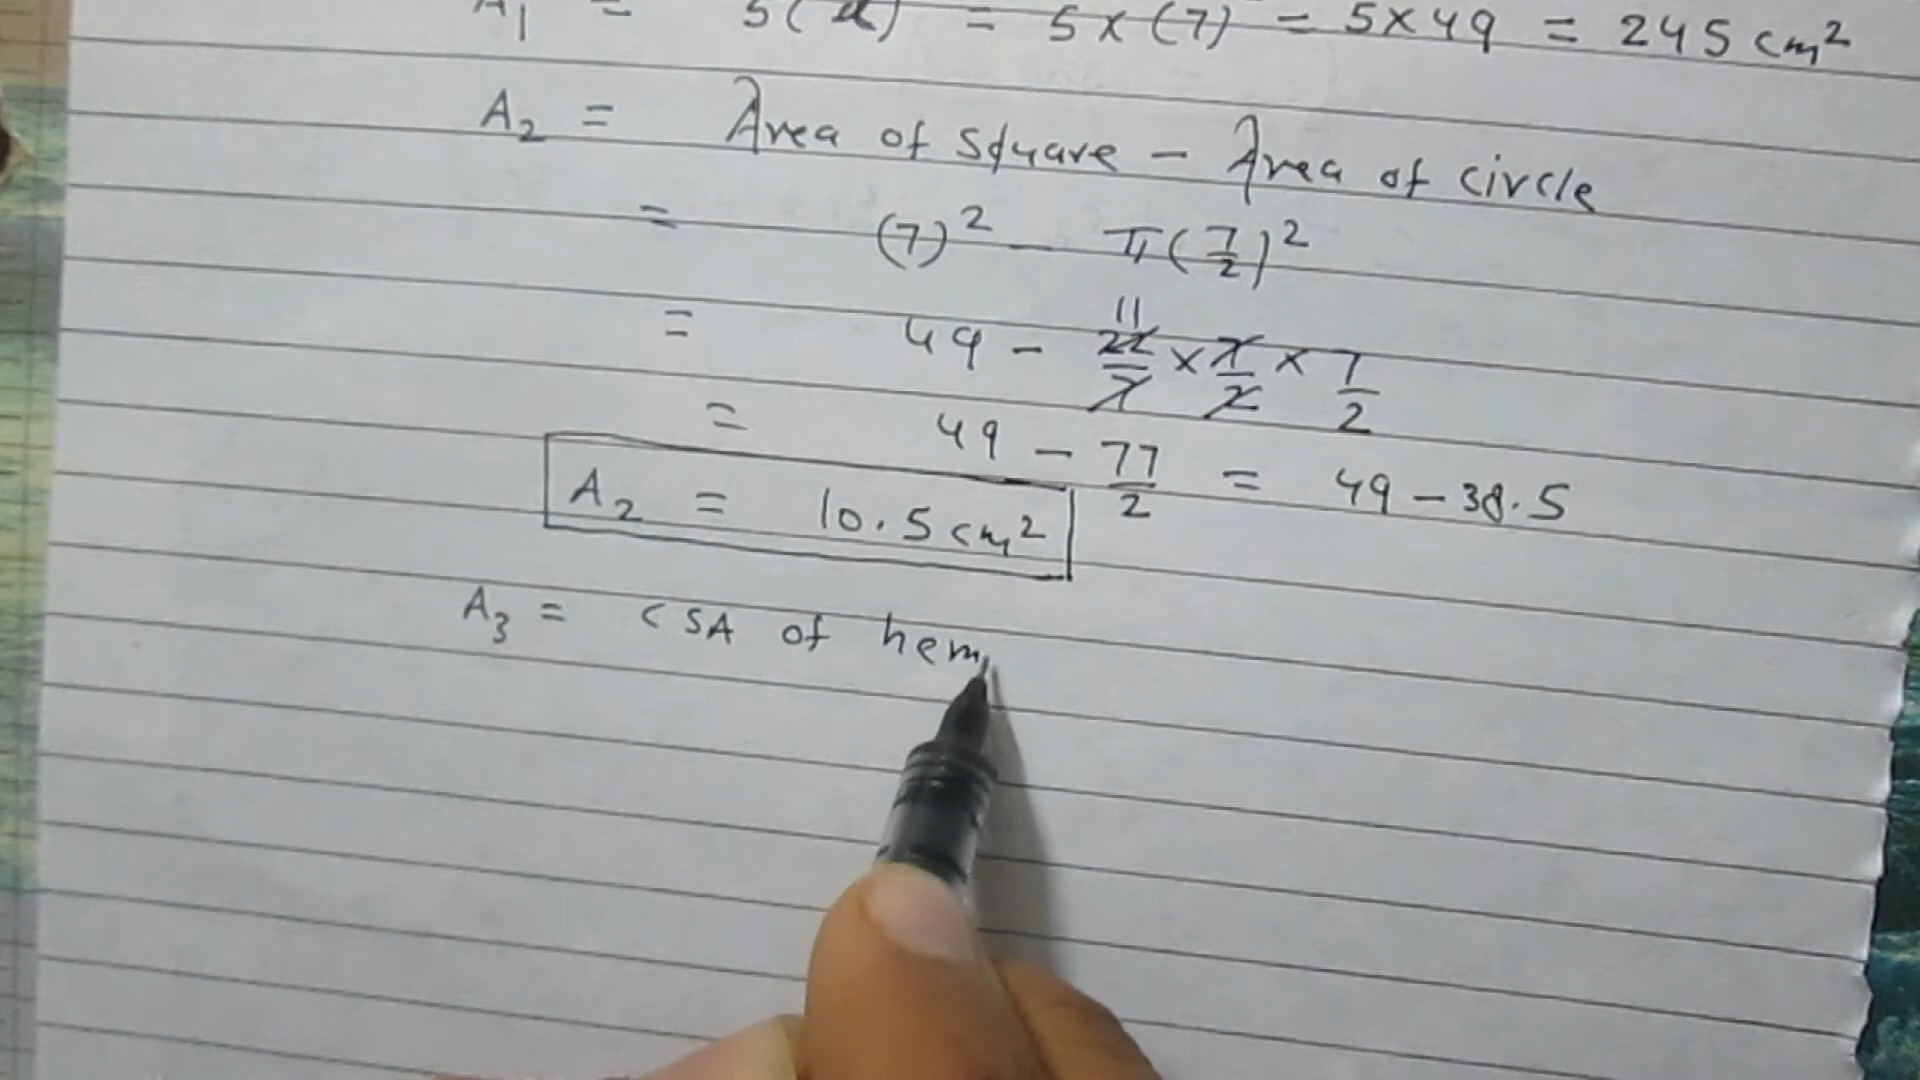 A₁ = 5(a) = 5×(7) = 5×49 = 245 cm²
A₂ = Area of square - Area of circle
= (7)² - π(7/2)²
= 49 - 11 22/7 × 7/2 × 7/2
= 49 - 77/2 = 49 - 38.5
A₂ = 10.5 cm²
A₃ = CSA of hem